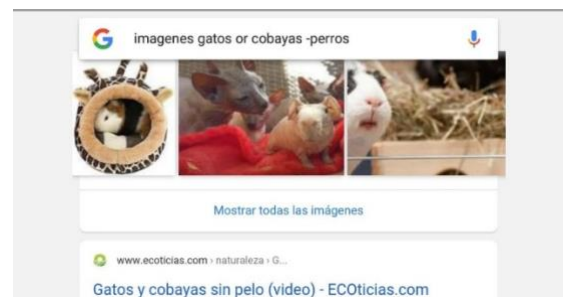 imagenes gatos or cobayas -perros
Mostrar todas las imágenes
www.ecoticias.com › naturaleza › G...
Gatos y cobayas sin pelo (video) - ECOticias.com